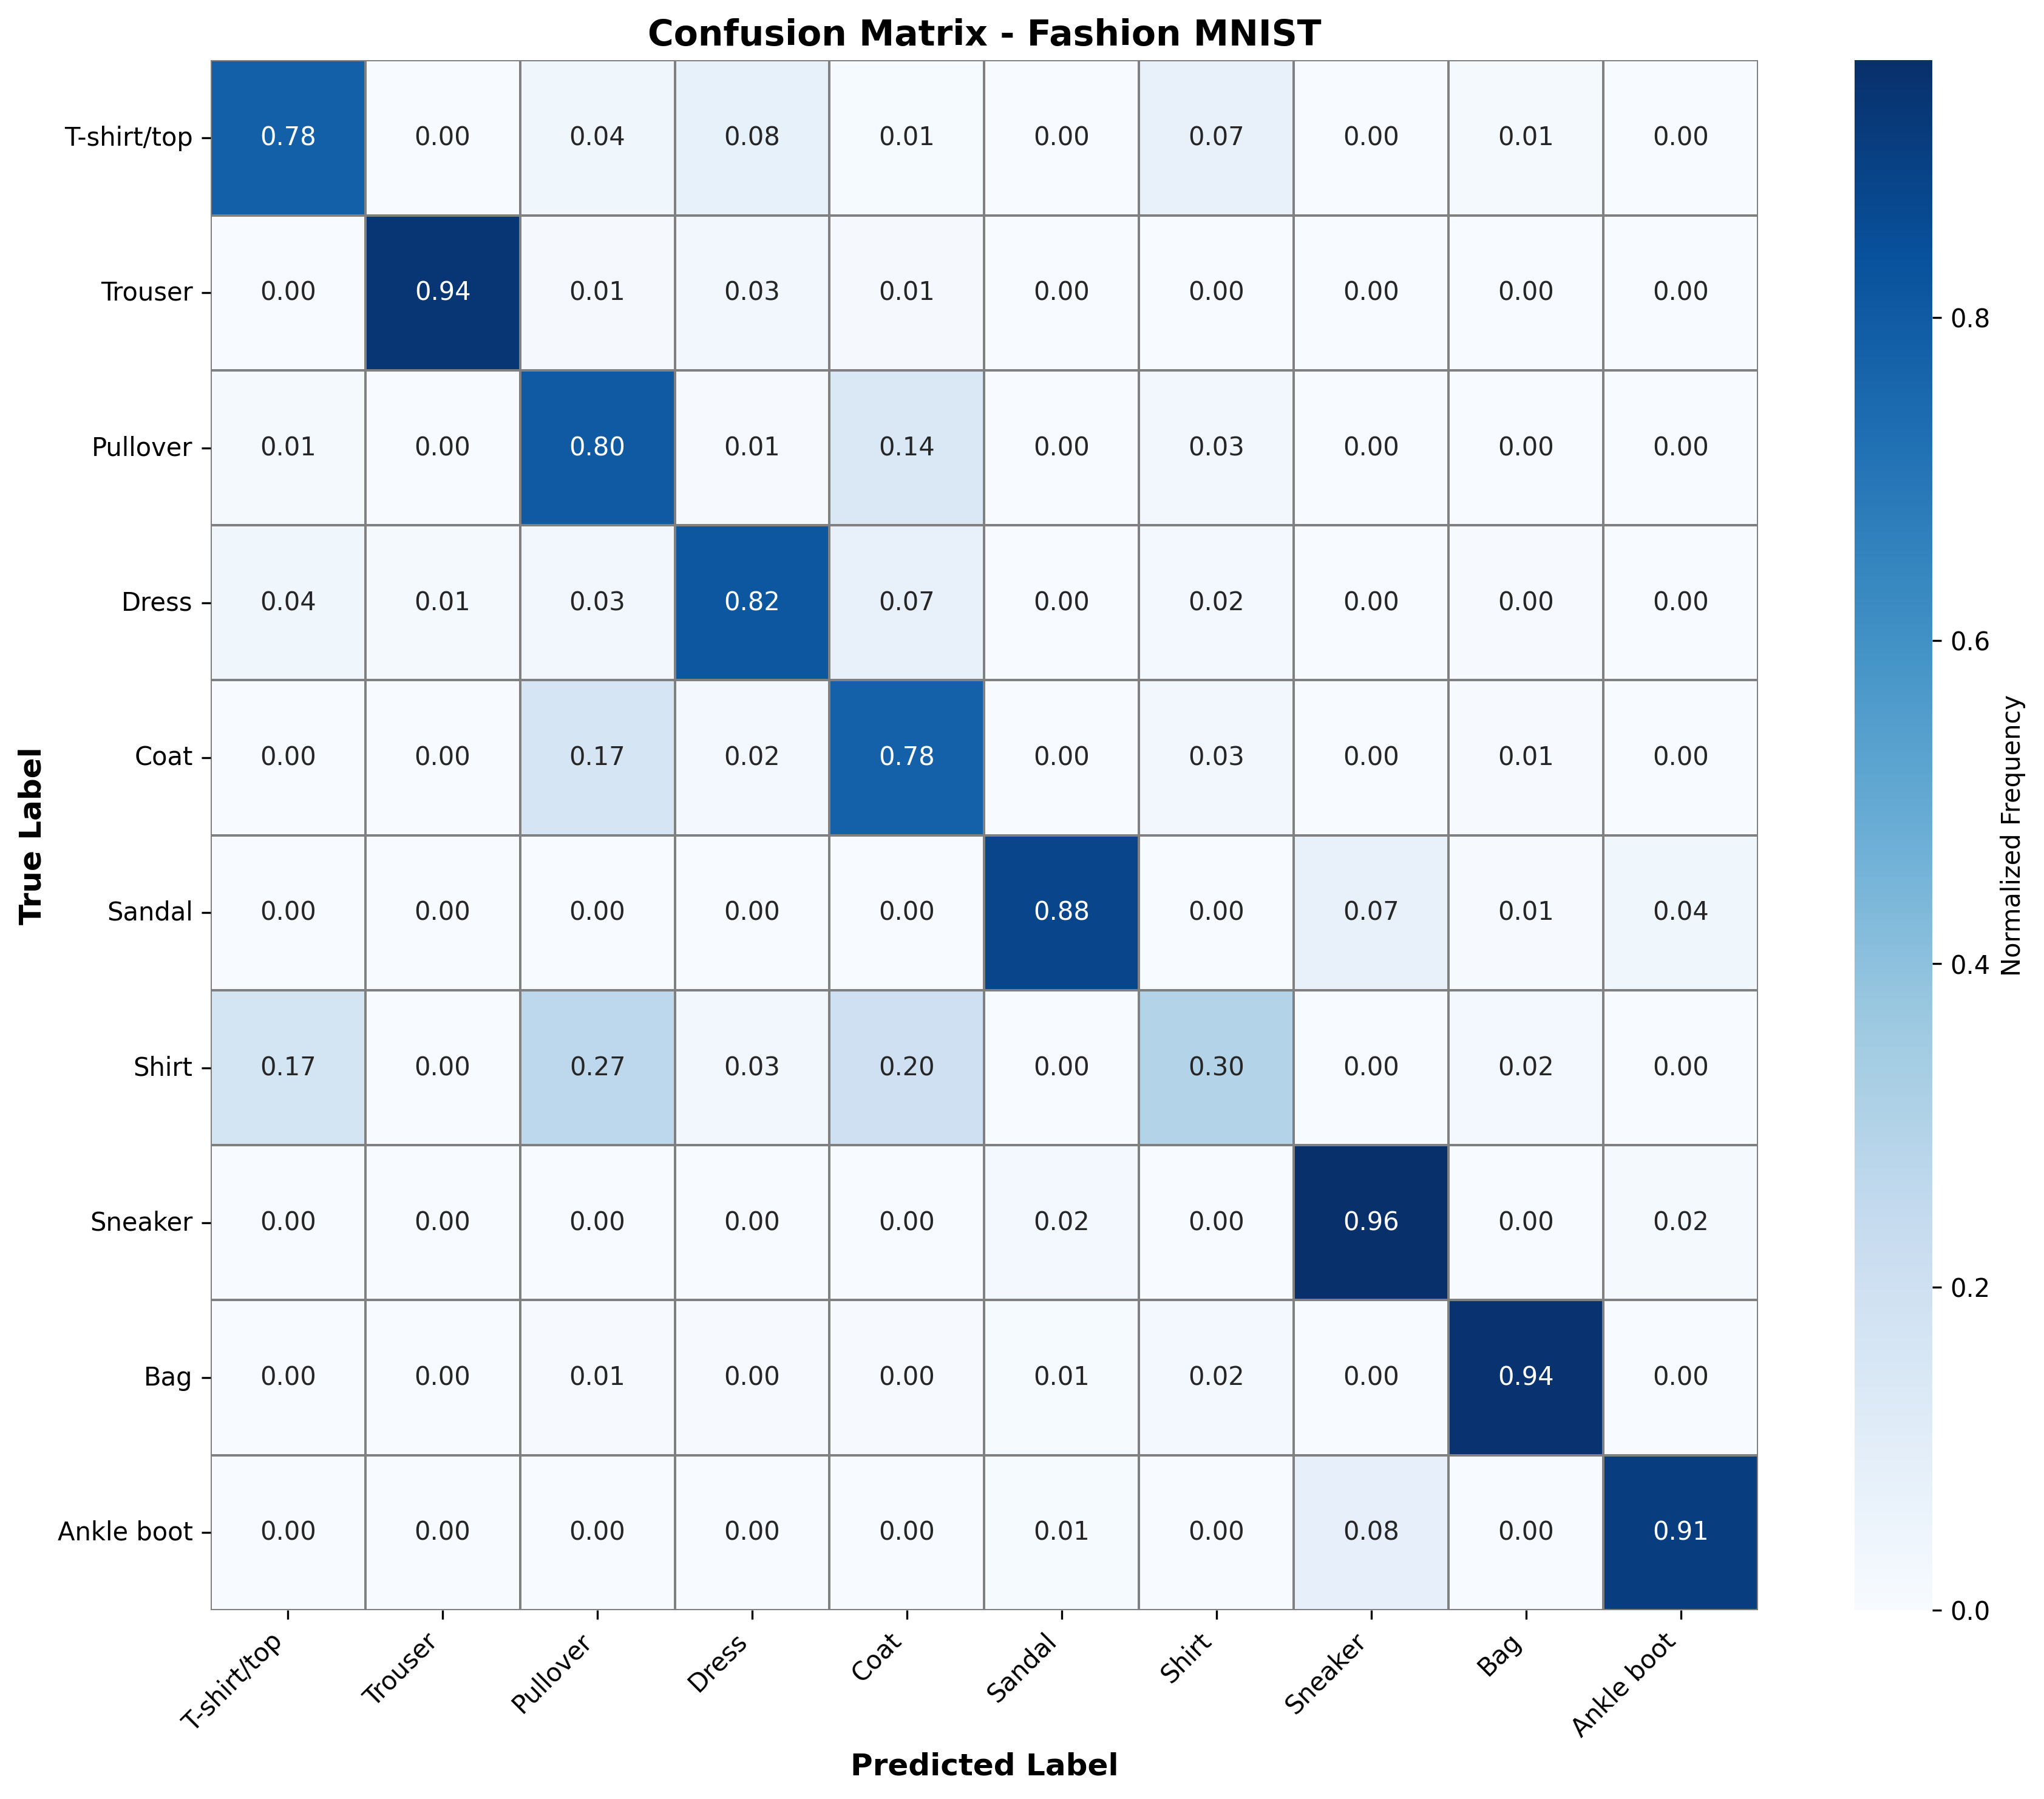 Confusion Matrix - Fashion MNIST
T-shirt/top 0.78 0.00 0.04 0.08 0.01 0.00 0.07 0.00 0.01 0.00
Trouser 0.00 0.94 0.01 0.03 0.01 0.00 0.00 0.00 0.00 0.00
Pullover 0.01 0.00 0.80 0.01 0.14 0.00 0.03 0.00 0.00 0.00
Dress 0.04 0.01 0.03 0.82 0.07 0.00 0.02 0.00 0.00 0.00
Coat 0.00 0.00 0.17 0.02 0.78 0.00 0.03 0.00 0.01 0.00
Sandal 0.00 0.00 0.00 0.00 0.00 0.88 0.00 0.07 0.01 0.04
Shirt 0.17 0.00 0.27 0.03 0.20 0.00 0.30 0.00 0.02 0.00
Sneaker 0.00 0.00 0.00 0.00 0.00 0.02 0.00 0.96 0.00 0.02
Bag 0.00 0.00 0.01 0.00 0.00 0.01 0.02 0.00 0.94 0.00
Ankle boot 0.00 0.00 0.00 0.00 0.00 0.01 0.00 0.08 0.00 0.91
T-shirt/top Trouser Pullover Dress Coat Sandal Shirt Sneaker Bag Ankle boot
Predicted Label
True Label
0.8
0.6
0.4
0.2
0.0
Normalized Frequency